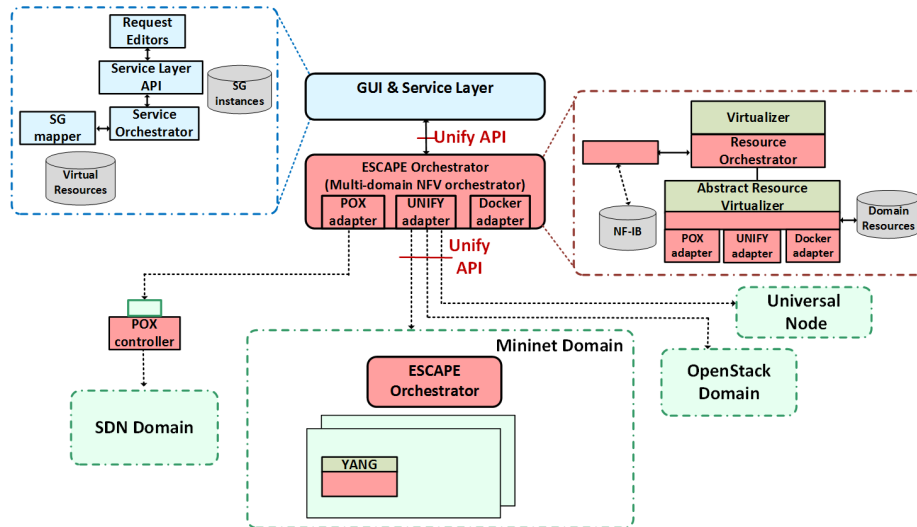 Request
Editors
Service Layer
API
SG
instances
SG
mapper
Service
Orchestrator
Virtual
Resources
GUI & Service Layer
Unify API
ESCAPE Orchestrator
(Multi-domain NFV orchestrator)
POX
adapter
UNIFY
adapter
Docker
adapter
Unify
API
Virtualizer
Resource
Orchestrator
Abstract Resource
Virtualizer
NF-IB
Domain
Resources
POX
adapter
UNIFY
adapter
Docker
adapter
POX
controller
SDN Domain
Mininet Domain
ESCAPE
Orchestrator
YANG
Universal
Node
OpenStack
Domain